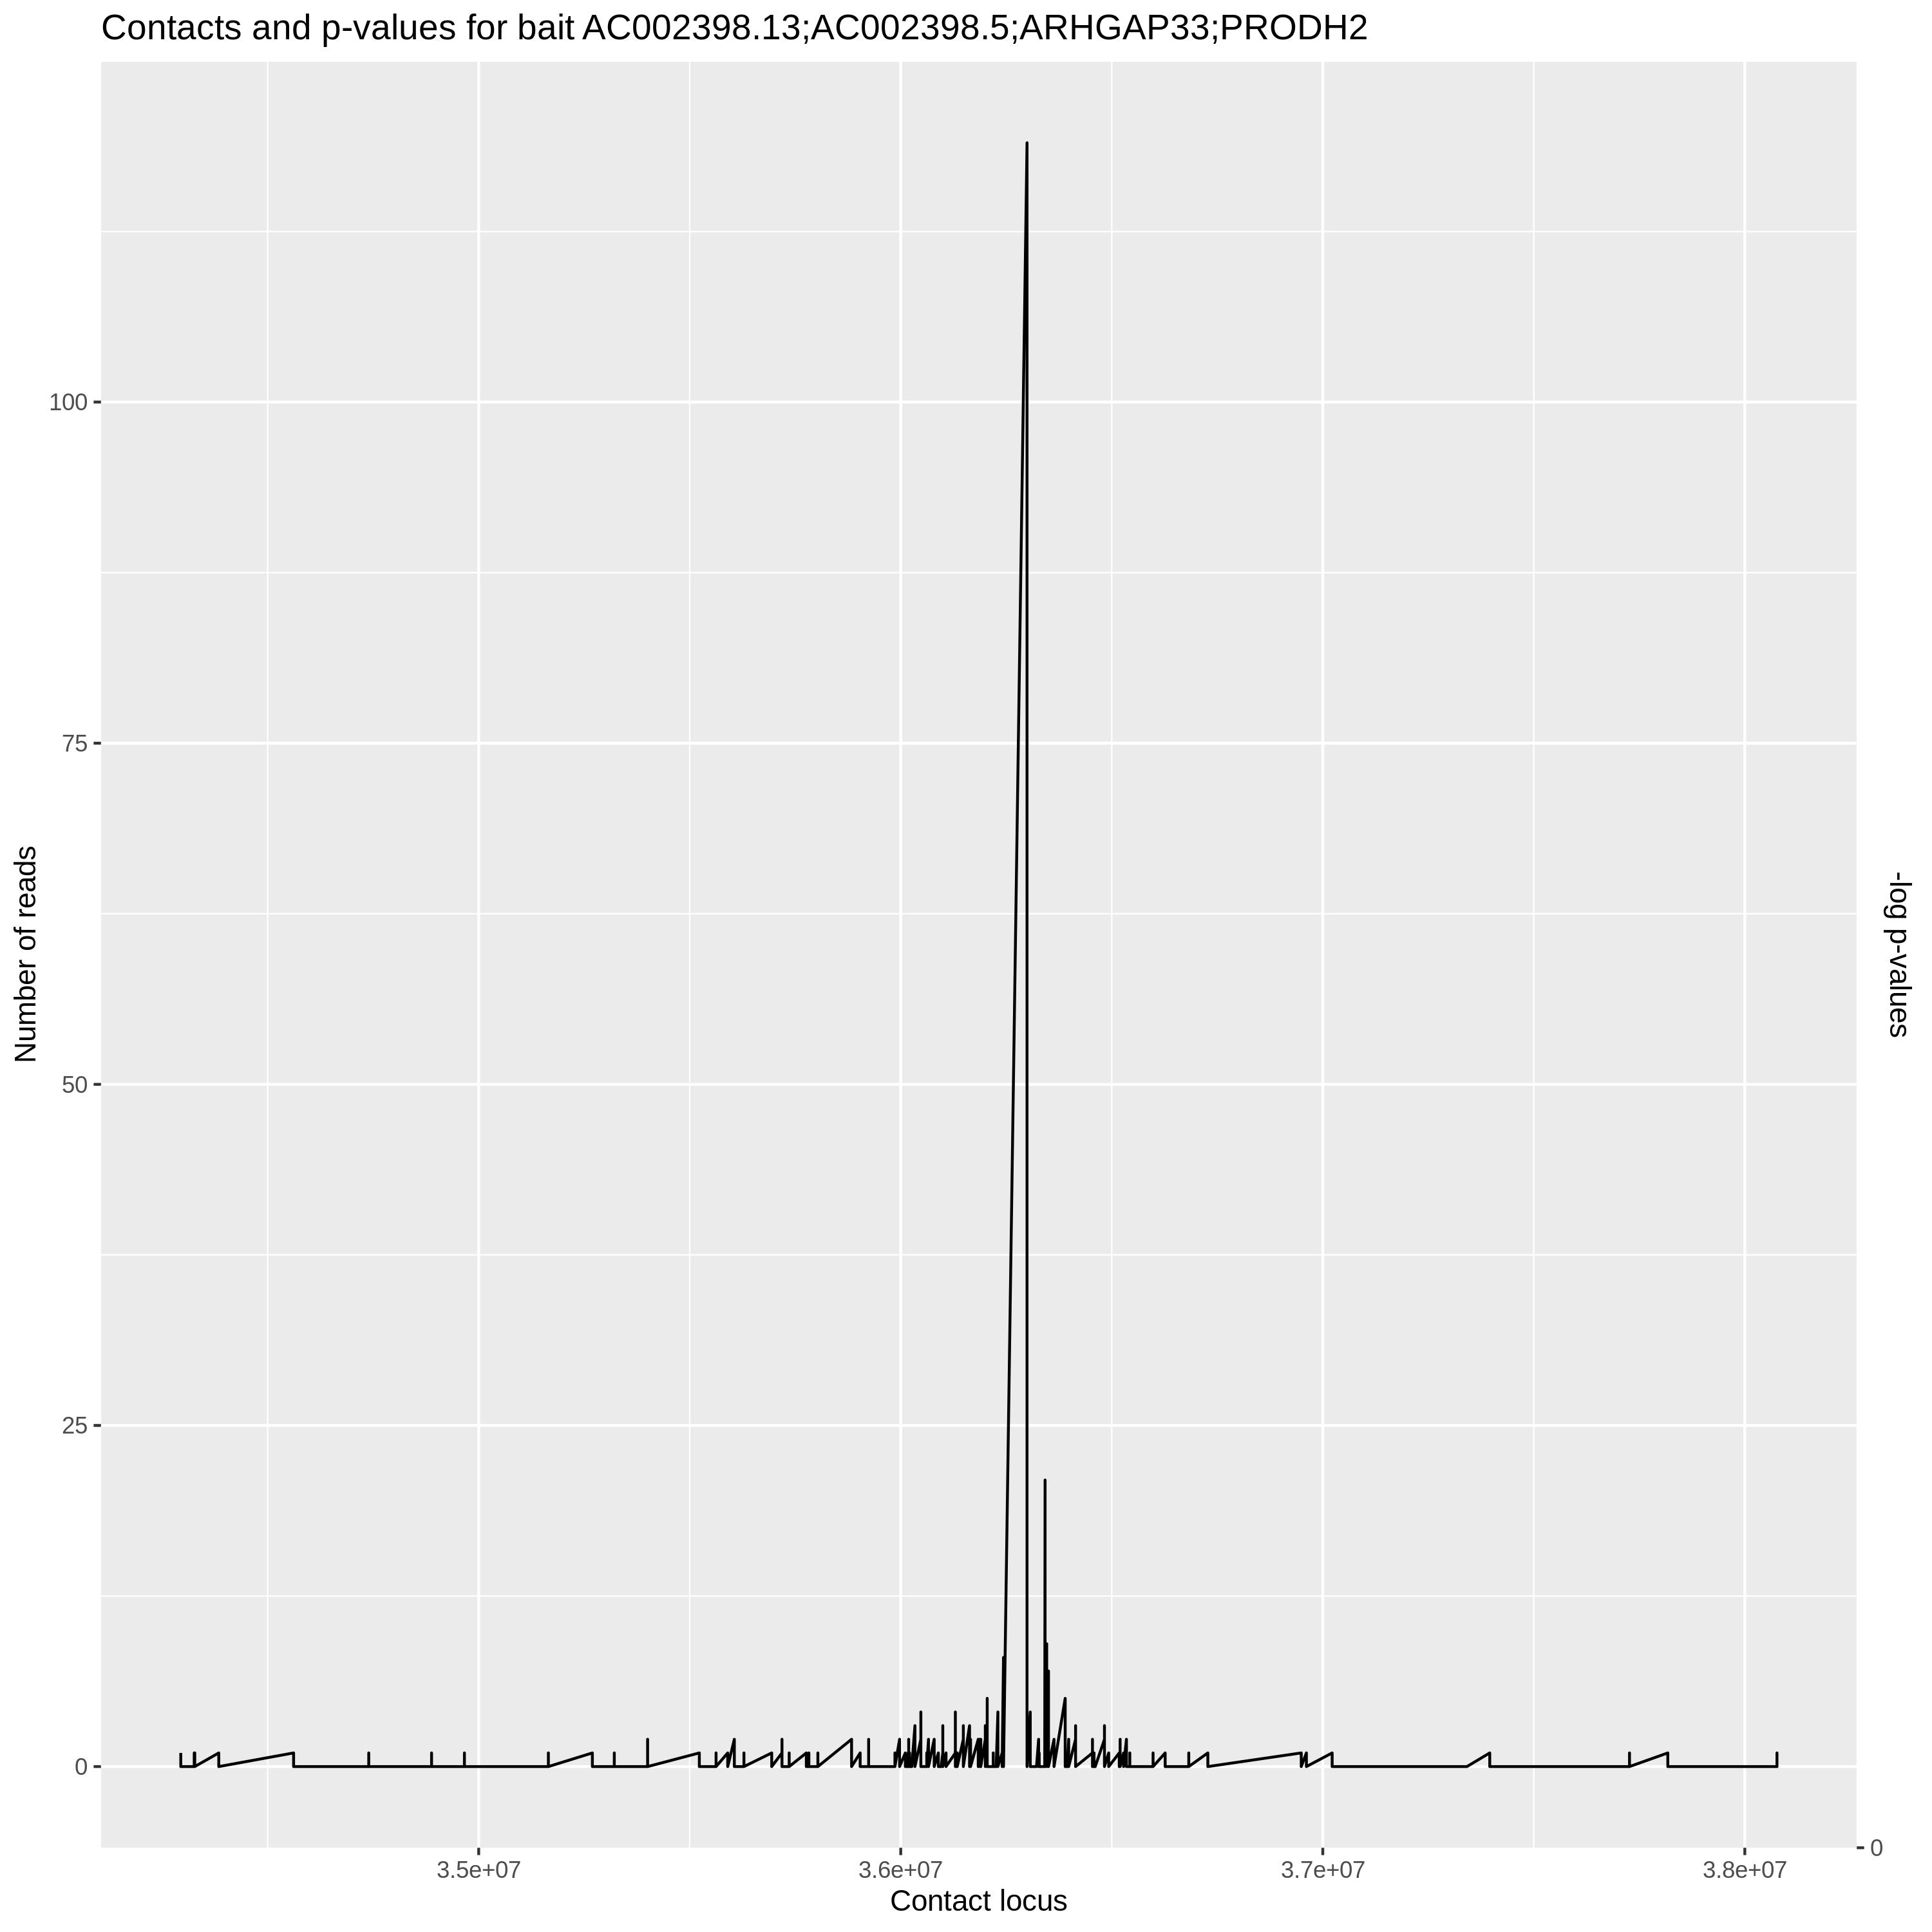 Contacts and p-values for bait AC002398.13;AC002398.5;ARHGAP33;PRODH2
100
75
50
25
0
Number of reads
-log p-values
0
3.5e+07
3.6e+07
3.7e+07
3.8e+07
Contact locus